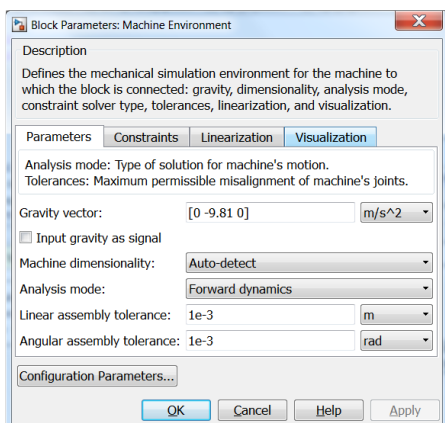 Block Parameters: Machine Environment
Description
Defines the mechanical simulation environment for the machine to
which the block is connected: gravity, dimensionality, analysis mode,
constraint solver type, tolerances, linearization, and visualization.
Parameters Constraints Linearization Visualization
Analysis mode: Type of solution for machine's motion.
Tolerances: Maximum permissible misalignment of machine's joints.
Gravity vector: [0 -9.81 0] m/s^2
Input gravity as signal
Machine dimensionality: Auto-detect
Analysis mode: Forward dynamics
Linear assembly tolerance: 1e-3 m
Angular assembly tolerance: 1e-3 rad
Configuration Parameters...
OK Cancel Help Apply